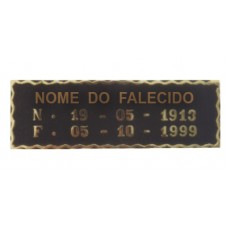 NOME DO FALECIDO
N. 19 - 05 - 1913
F. 05 - 10 - 1999